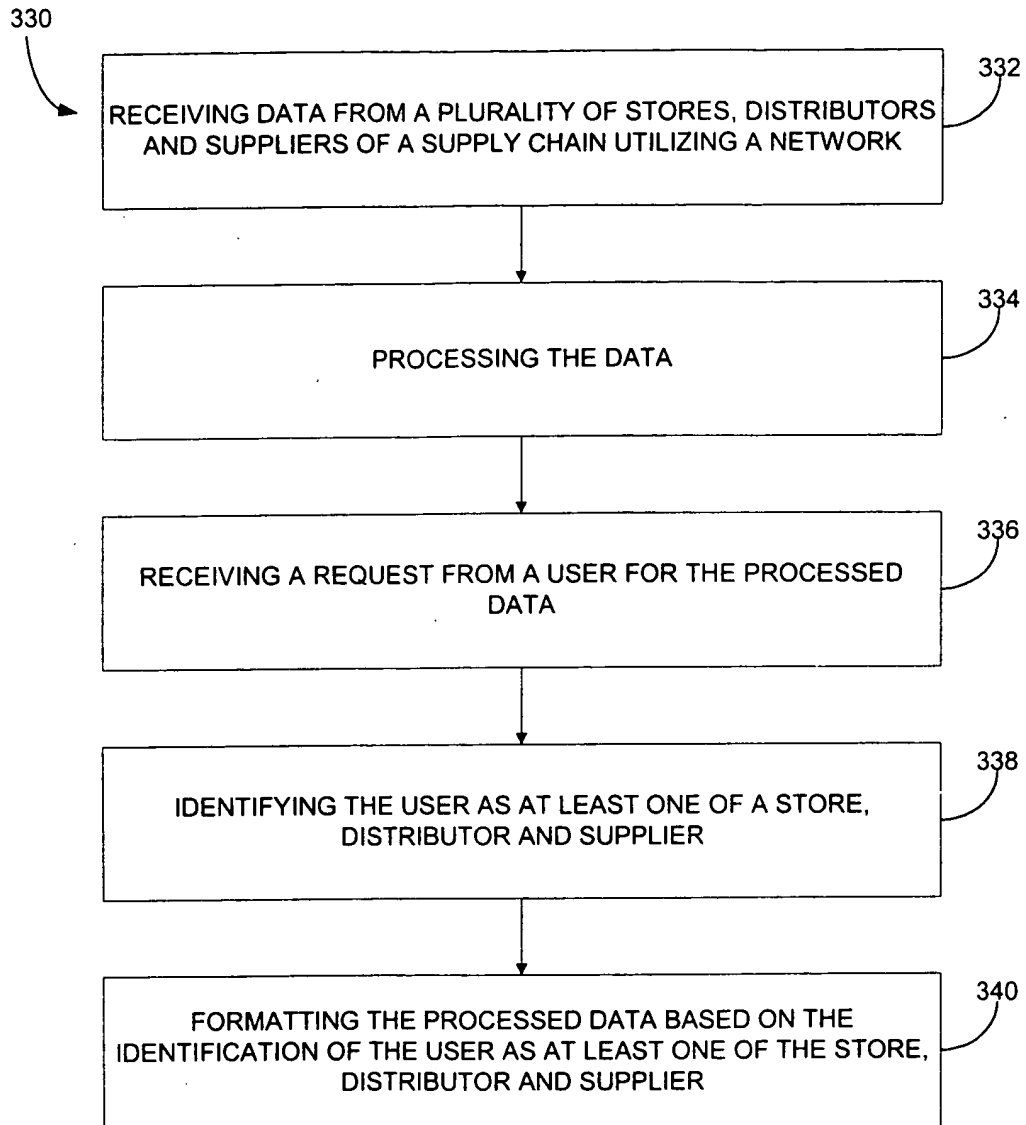 330
332
RECEIVING DATA FROM A PLURALITY OF STORES, DISTRIBUTORS
AND SUPPLIERS OF A SUPPLY CHAIN UTILIZING A NETWORK
334
PROCESSING THE DATA
336
RECEIVING A REQUEST FROM A USER FOR THE PROCESSED
DATA
338
IDENTIFYING THE USER AS AT LEAST ONE OF A STORE,
DISTRIBUTOR AND SUPPLIER
340
FORMATTING THE PROCESSED DATA BASED ON THE
IDENTIFICATION OF THE USER AS AT LEAST ONE OF THE STORE,
DISTRIBUTOR AND SUPPLIER